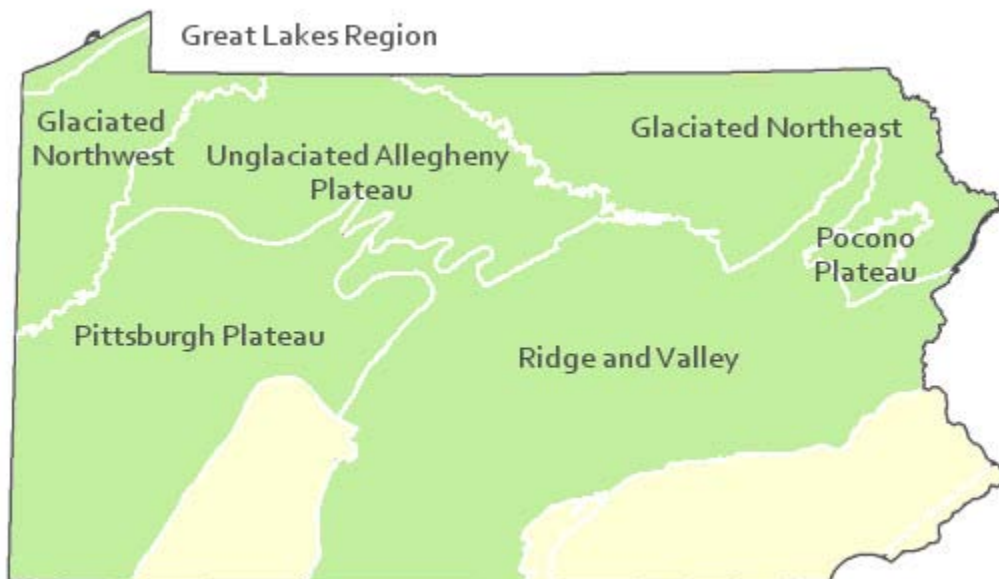 Great Lakes Region
Glaciated
Northwest
Unglaciated Allegheny
Plateau
Glaciated Northeast
Pocono
Plateau
Pittsburgh Plateau
Ridge and Valley